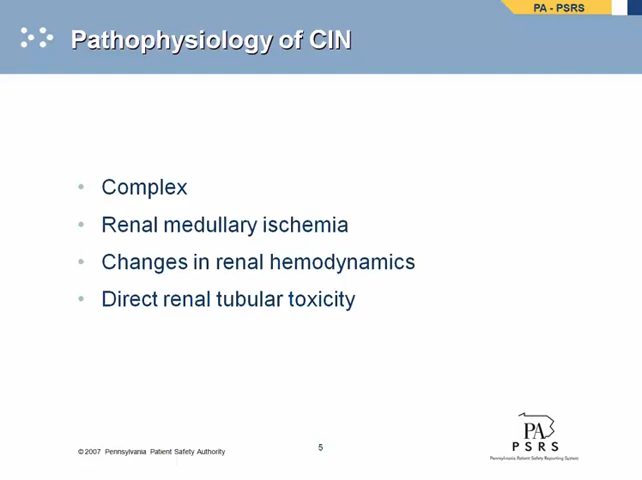 PA - PSRS
Pathophysiology of CIN
• Complex
• Renal medullary ischemia
• Changes in renal hemodynamics
• Direct renal tubular toxicity
© 2007 Pennsylvania Patient Safety Authority
5
PA
PSRS
Pennsylvania Patient Safety Reporting System